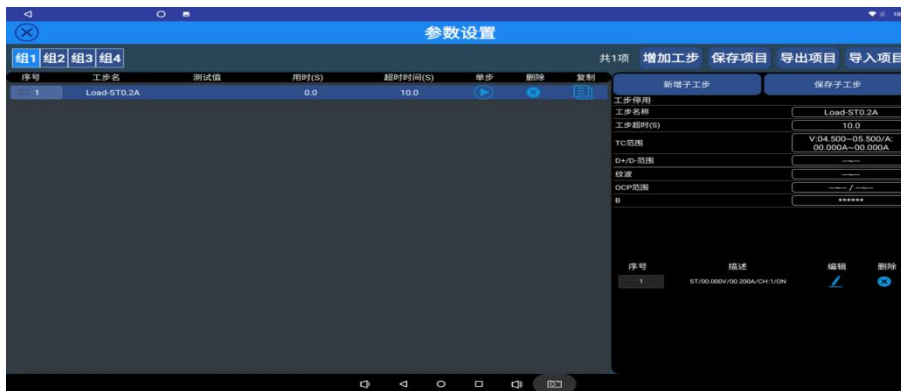 参数设置
组1 组2 组3 组4 共1项 增加工步 保存项目 导出项目 导入项目
序号 工步名 测试值 用时(S) 超时时间(S) 单步 删除 复制
1 Load-ST0.2A 0.0 10.0
新增子工步 保存子工步
工步停用
工步名称 Load-ST0.2A
工步超时(S) 10.0
TC范围 V:04.500~05.500/A:
00.000A~00.000A
D+/D-范围 --~--
纹波 --~--
OCP范围 --~-- / --~--
B ******
序号 描述 编辑 删除
1 ST/00.000V/00.200A/CH:1/ON